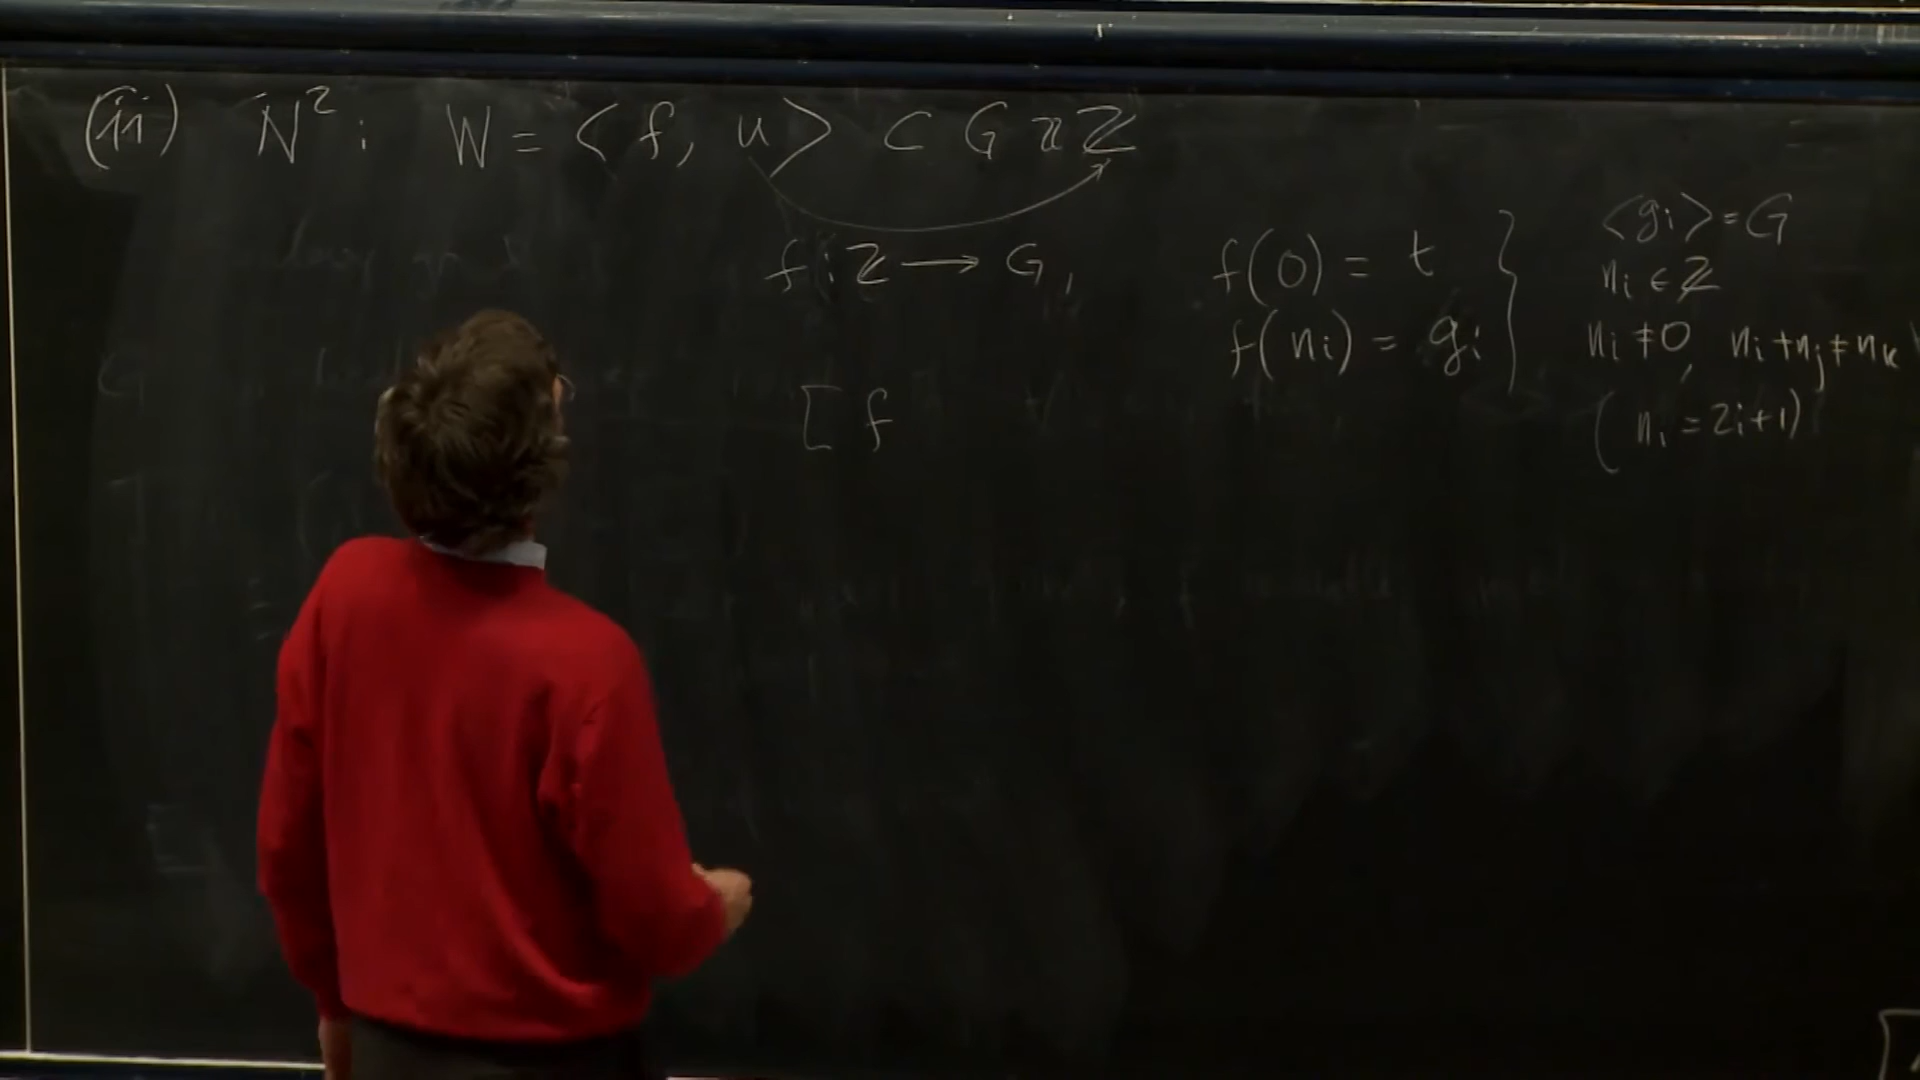 (ii) N²: W = <f, u> ⊂ G ≀ ℤ
f: ℤ → G, f(0) = t
f(nᵢ) = gᵢ
<gᵢ> = G
nᵢ ∈ ℤ
nᵢ ≠ 0, nᵢ + nⱼ ≠ nₖ
(nᵢ = 2i+1)
[f